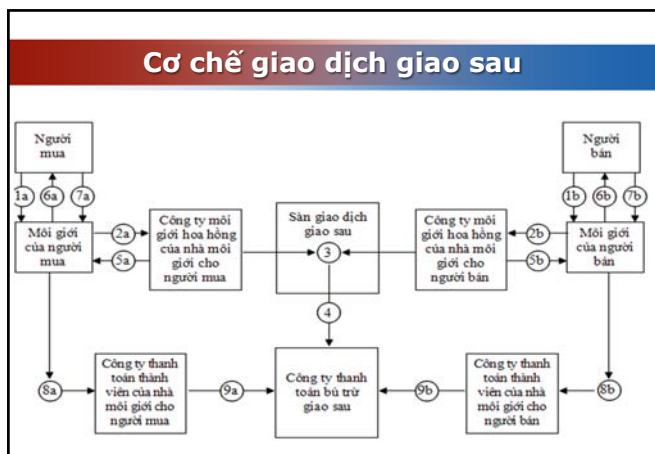 Cơ chế giao dịch giao sau
Người
mua
Người
bán
1a
6a
7a
1b
6b
7b
Môi giới
của người
mua
2a
5a
Công ty môi
giới hoa hồng
của nhà môi
giới cho
người mua
Sàn giao dịch
giao sau
3
Công ty môi
giới hoa hồng
của nhà môi
giới cho
người bán
2b
5b
Môi giới
của người
bán
4
8a
Công ty thanh
toán thành
viên của nhà
môi giới cho
người mua
9a
Công ty thanh
toán bù trừ
giao sau
9b
Công ty thanh
toán thành
viên của nhà
môi giới cho
người bán
8b